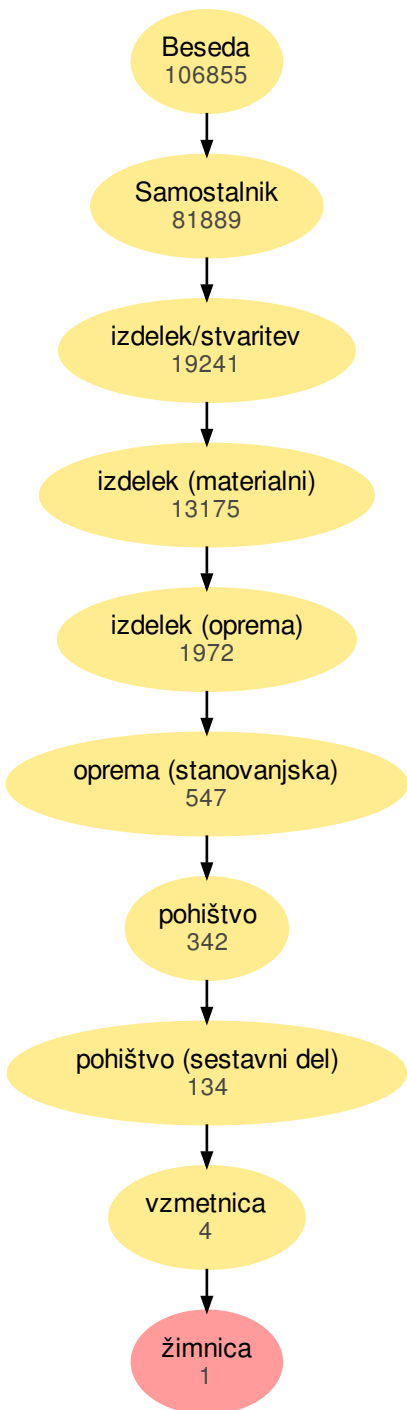 Beseda
106855
Samostalnik
81889
izdelek/stvaritev
19241
izdelek (materialni)
13175
izdelek (oprema)
1972
oprema (stanovanjska)
547
pohištvo
342
pohištvo (sestavni del)
134
vzmetnica
4
žimnica
1